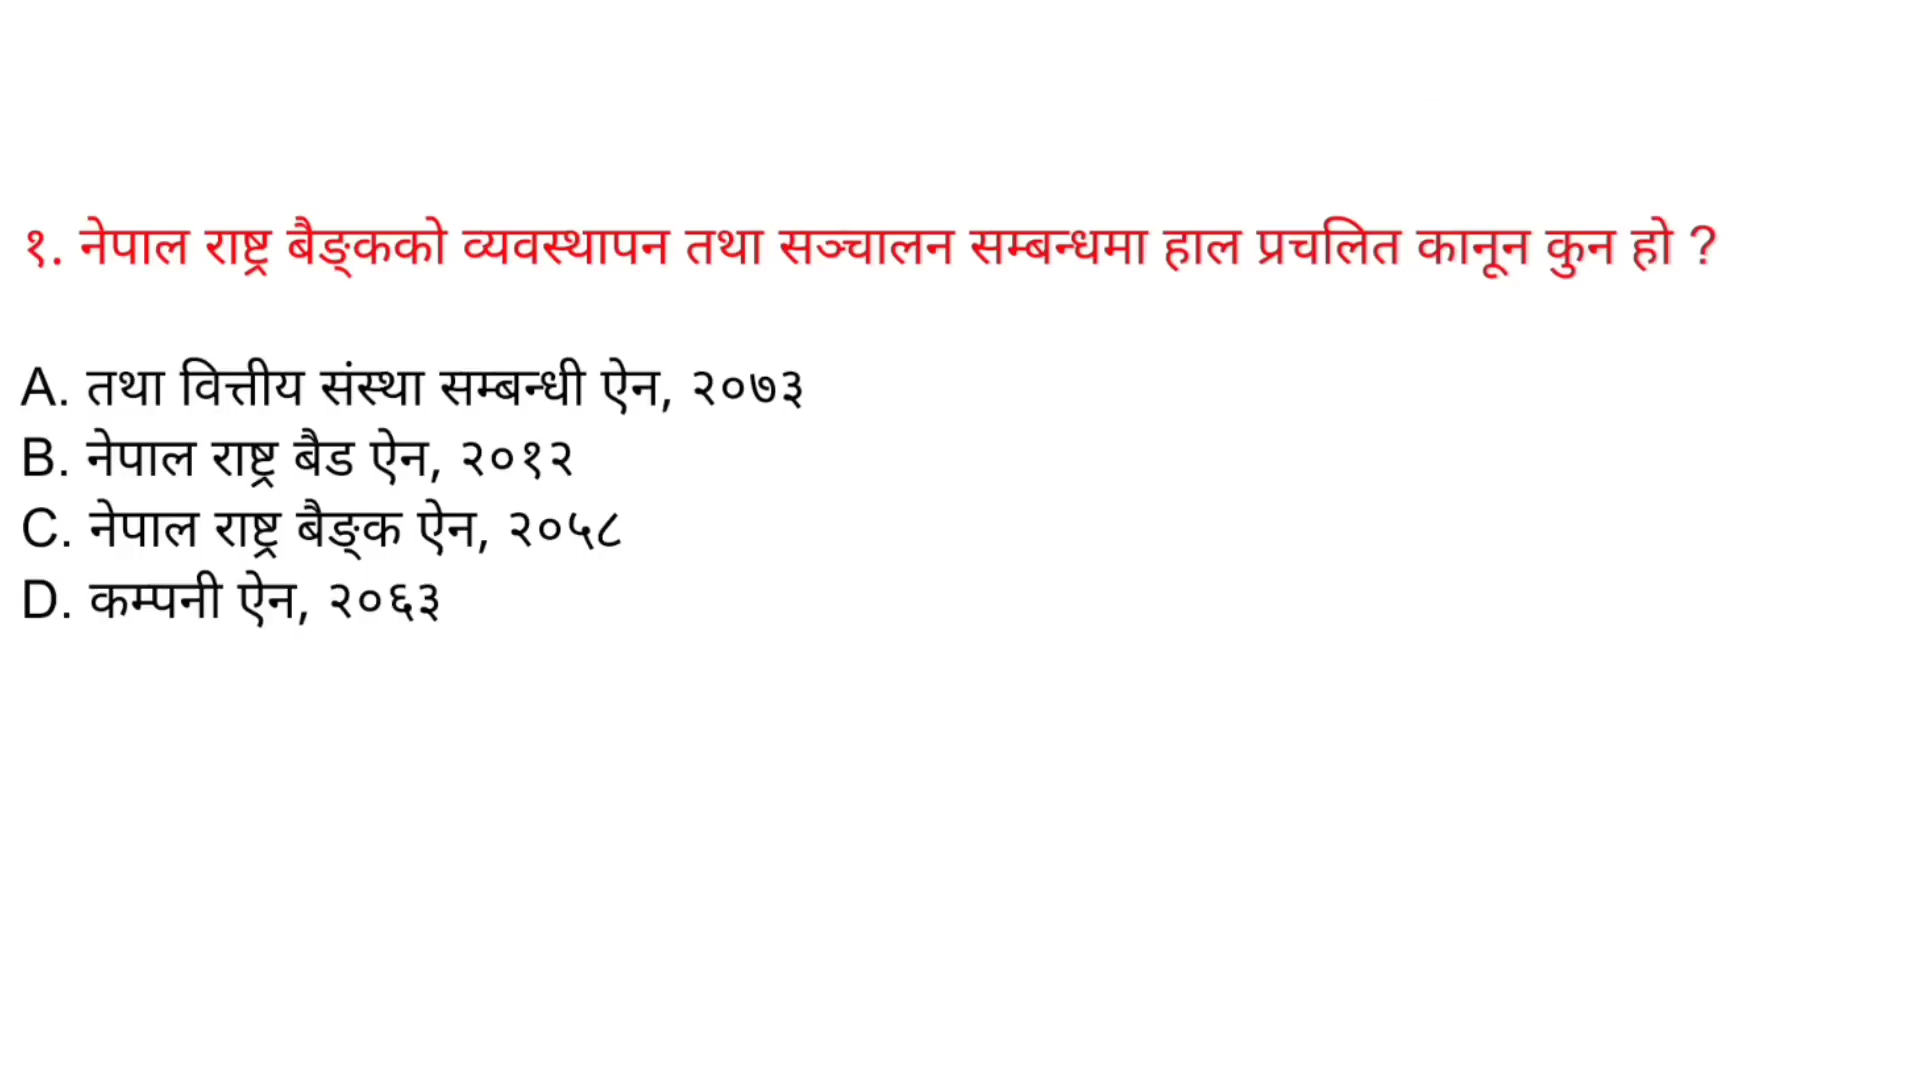 १. नेपाल राष्ट्र बैङ्कको व्यवस्थापन तथा सञ्चालन सम्बन्धमा हाल प्रचलित कानून कुन हो ?
A. तथा वित्तीय संस्था सम्बन्धी ऐन, २०७३
B. नेपाल राष्ट्र बैड ऐन, २०१२
C. नेपाल राष्ट्र बैङ्क ऐन, २०५८
D. कम्पनी ऐन, २०६३